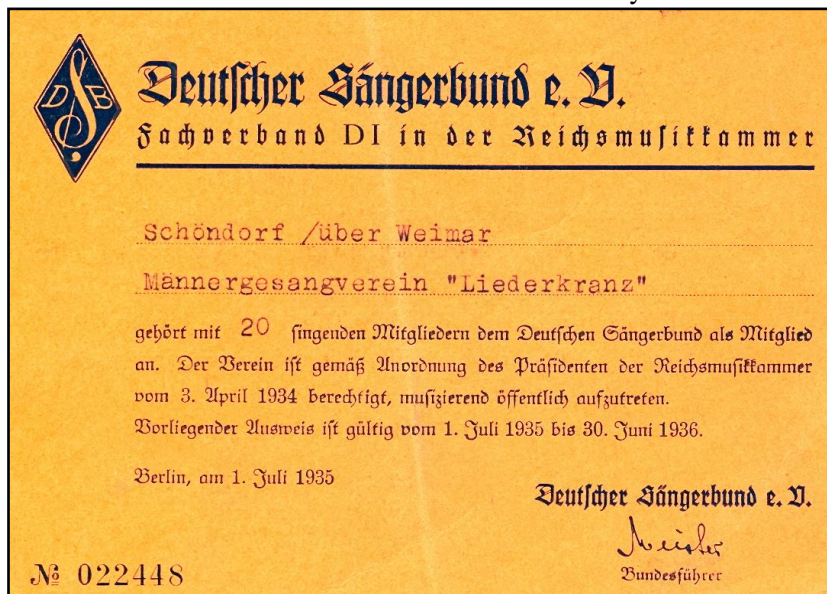 DSB
Deutscher Sängerbund e. V.
Fachverband DI in der Reichsmusikkammer
Schöndorf /über Weimar
Männergesangverein "Liederkranz"
gehört mit 20 singenden Mitgliedern dem Deutschen Sängerbund als Mitglied
an. Der Verein ist gemäß Anordnung des Präsidenten der Reichsmusikkammer
vom 3. April 1934 berechtigt, musizierend öffentlich aufzutreten.
Vorliegender Ausweis ist gültig vom 1. Juli 1935 bis 30. Juni 1936.
Berlin, am 1. Juli 1935
Deutscher Sängerbund e. V.
Meister
Bundesführer
№ 022448